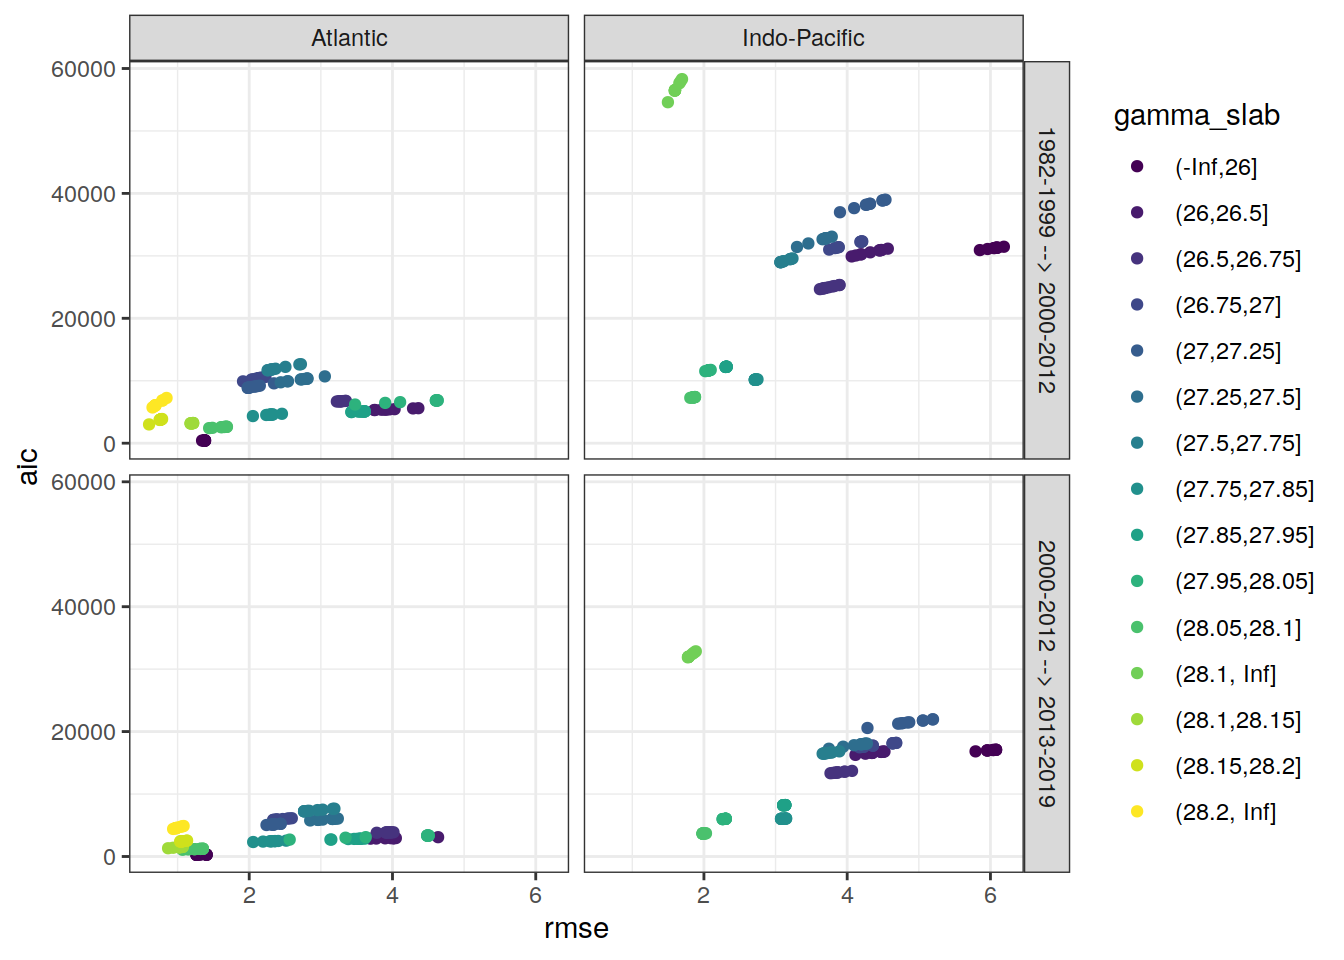 Atlantic
Indo-Pacific
60000
40000
20000
0
1982-1999 --> 2000-2012
60000
40000
20000
0
2000-2012 --> 2013-2019
aic
2
4
6
2
4
6
rmse
gamma_slab
(-Inf,26]
(26,26.5]
(26.5,26.75]
(26.75,27]
(27,27.25]
(27.25,27.5]
(27.5,27.75]
(27.75,27.85]
(27.85,27.95]
(27.95,28.05]
(28.05,28.1]
(28.1, Inf]
(28.1,28.15]
(28.15,28.2]
(28.2, Inf]